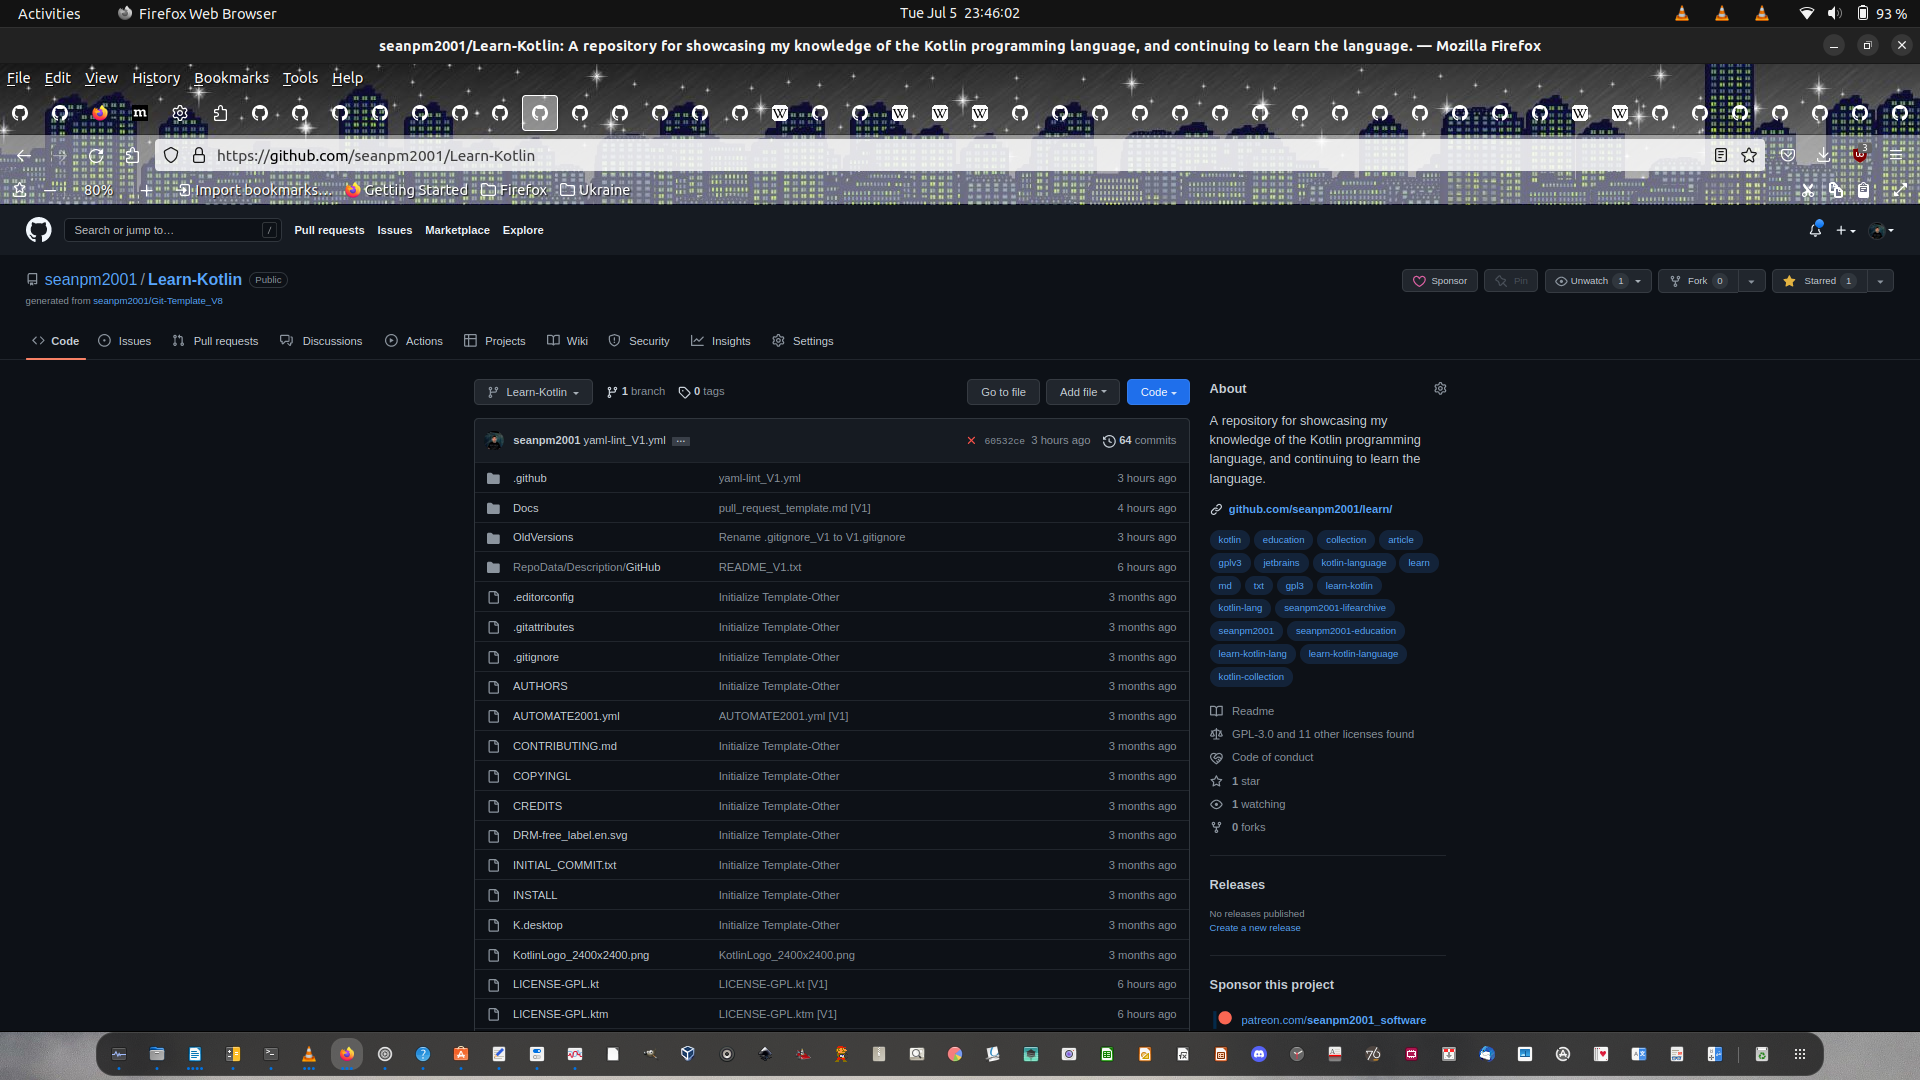 Activities
Firefox Web Browser
Tue Jul 5 23:46:02
93 %
seanpm2001/Learn-Kotlin: A repository for showcasing my knowledge of the Kotlin programming language, and continuing to learn the language. — Mozilla Firefox
File Edit View History Bookmarks Tools Help
https://github.com/seanpm2001/Learn-Kotlin
3
80%
Import bookmarks...
Getting Started
Firefox
Ukraine
Search or jump to…
/
Pull requests Issues Marketplace Explore
seanpm2001 / Learn-Kotlin Public
generated from seanpm2001/Git-Template_V8
Sponsor
Pin
Unwatch 1
Fork 0
Starred 1
Code
Issues
Pull requests
Discussions
Actions
Projects
Wiki
Security
Insights
Settings
Learn-Kotlin
1 branch
0 tags
Go to file
Add file
Code
seanpm2001 yaml-lint_V1.yml
60532ce 3 hours ago
64 commits
.github yaml-lint_V1.yml 3 hours ago
Docs pull_request_template.md [V1] 4 hours ago
OldVersions Rename .gitignore_V1 to V1.gitignore 3 hours ago
RepoData/Description/GitHub README_V1.txt 6 hours ago
.editorconfig Initialize Template-Other 3 months ago
.gitattributes Initialize Template-Other 3 months ago
.gitignore Initialize Template-Other 3 months ago
AUTHORS Initialize Template-Other 3 months ago
AUTOMATE2001.yml AUTOMATE2001.yml [V1] 3 months ago
CONTRIBUTING.md Initialize Template-Other 3 months ago
COPYINGL Initialize Template-Other 3 months ago
CREDITS Initialize Template-Other 3 months ago
DRM-free_label.en.svg Initialize Template-Other 3 months ago
INITIAL_COMMIT.txt Initialize Template-Other 3 months ago
INSTALL Initialize Template-Other 3 months ago
K.desktop Initialize Template-Other 3 months ago
KotlinLogo_2400x2400.png KotlinLogo_2400x2400.png 3 months ago
LICENSE-GPL.kt LICENSE-GPL.kt [V1] 6 hours ago
LICENSE-GPL.ktm LICENSE-GPL.ktm [V1] 6 hours ago
About
A repository for showcasing my
knowledge of the Kotlin programming
language, and continuing to learn the
language.
github.com/seanpm2001/learn/
kotlin education collection article
gplv3 jetbrains kotlin-language learn
md txt gpl3 learn-kotlin
kotlin-lang seanpm2001-lifearchive
seanpm2001 seanpm2001-education
learn-kotlin-lang learn-kotlin-language
kotlin-collection
Readme
GPL-3.0 and 11 other licenses found
Code of conduct
1 star
1 watching
0 forks
Releases
No releases published
Create a new release
Sponsor this project
patreon.com/seanpm2001_software